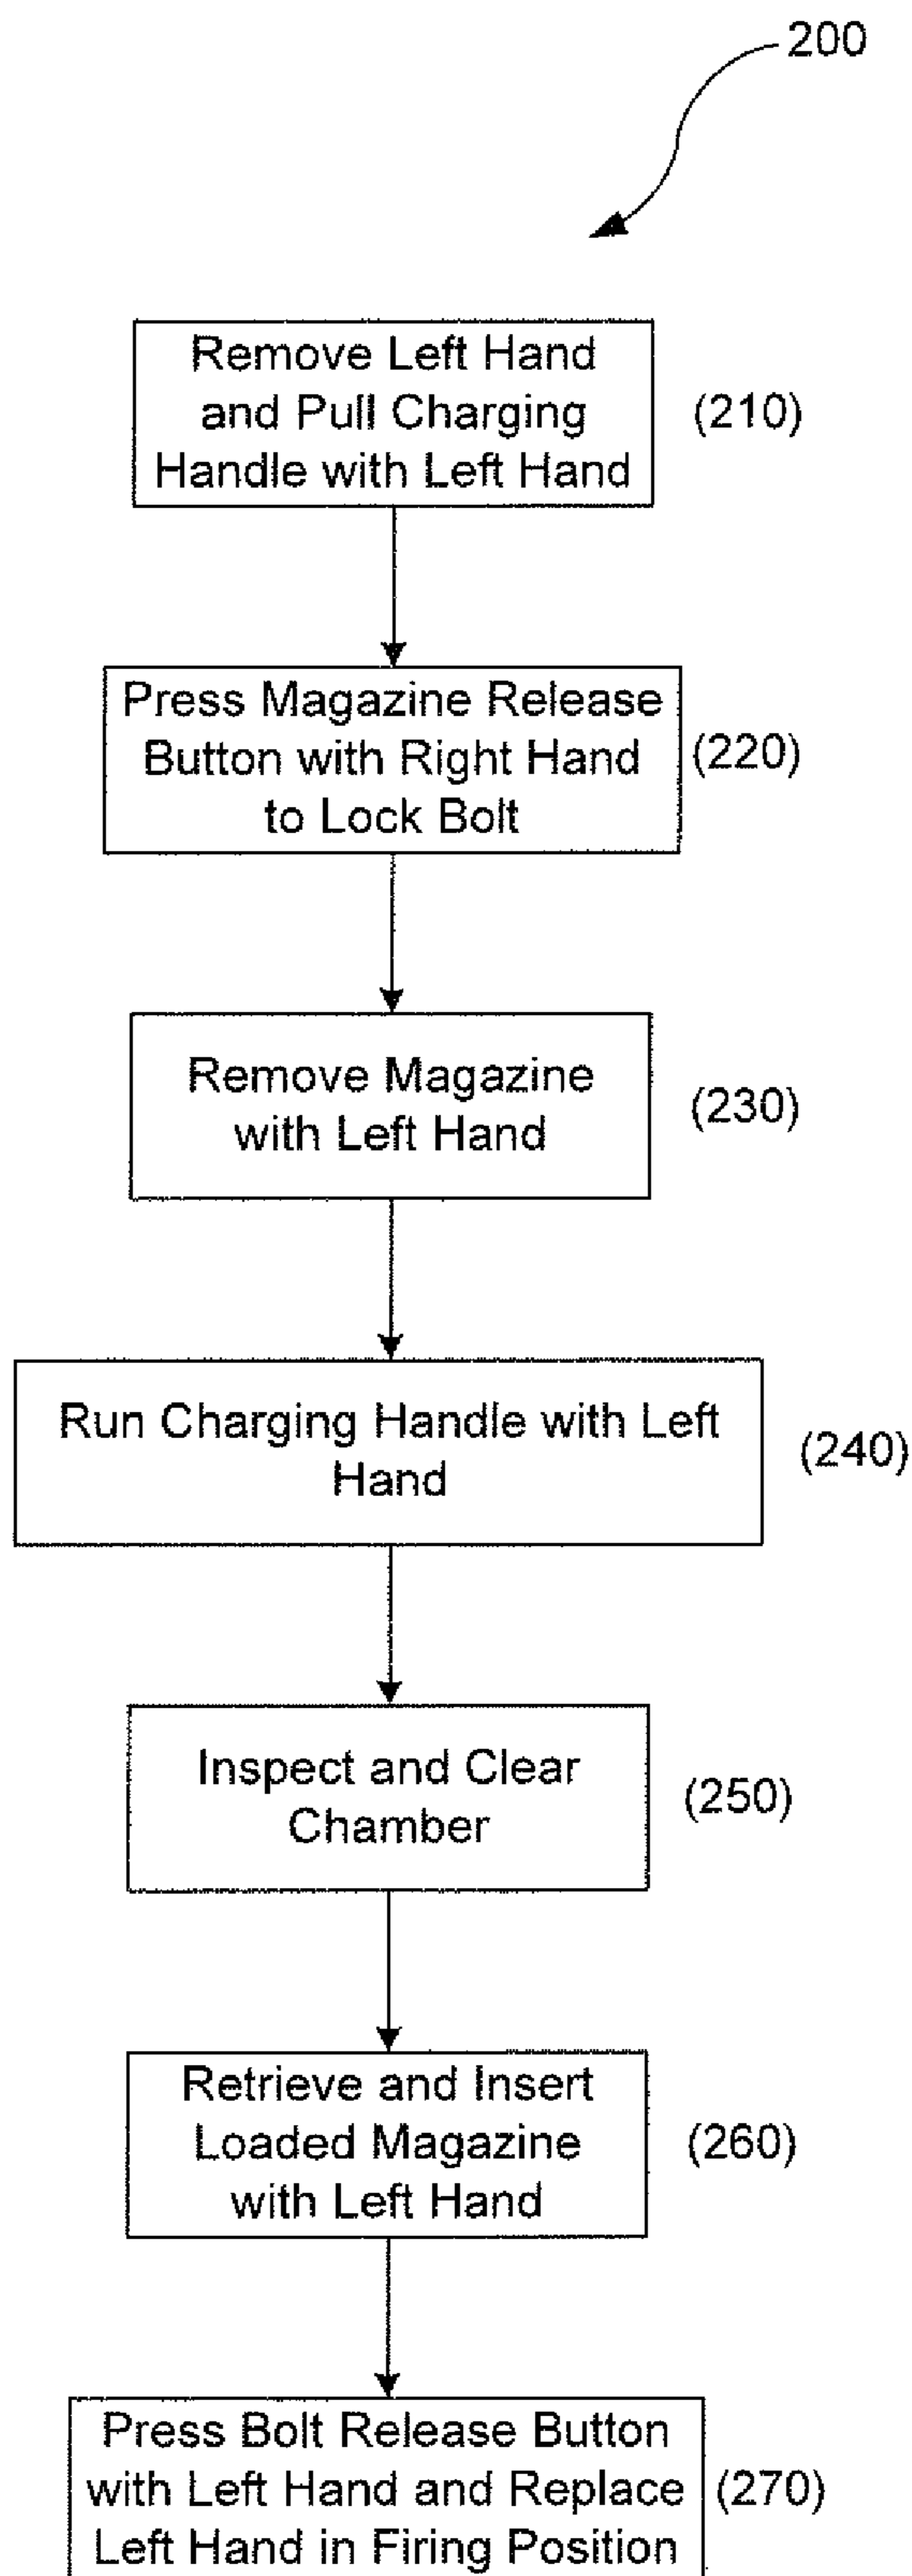 200
Remove Left Hand
and Pull Charging
Handle with Left Hand
(210)
Press Magazine Release
Button with Right Hand
to Lock Bolt
(220)
Remove Magazine
with Left Hand
(230)
Run Charging Handle with Left
Hand
(240)
Inspect and Clear
Chamber
(250)
Retrieve and Insert
Loaded Magazine
with Left Hand
(260)
Press Bolt Release Button
with Left Hand and Replace
Left Hand in Firing Position
(270)